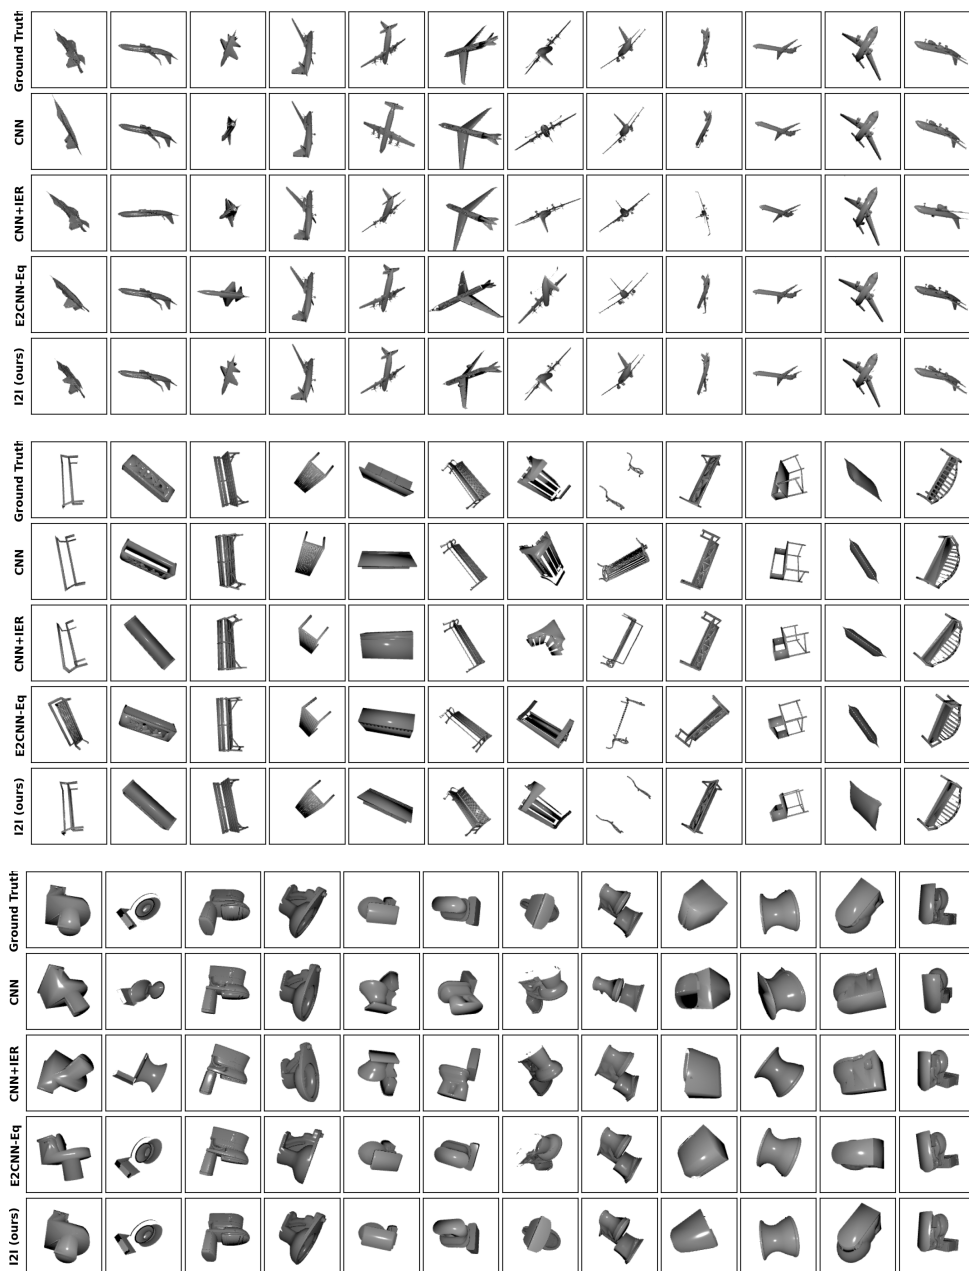 Ground Truth
CNN
CNN+IER
E2CNN-Eq
I2I (ours)
Ground Truth
CNN
CNN+IER
E2CNN-Eq
I2I (ours)
Ground Truth
CNN
CNN+IER
E2CNN-Eq
I2I (ours)